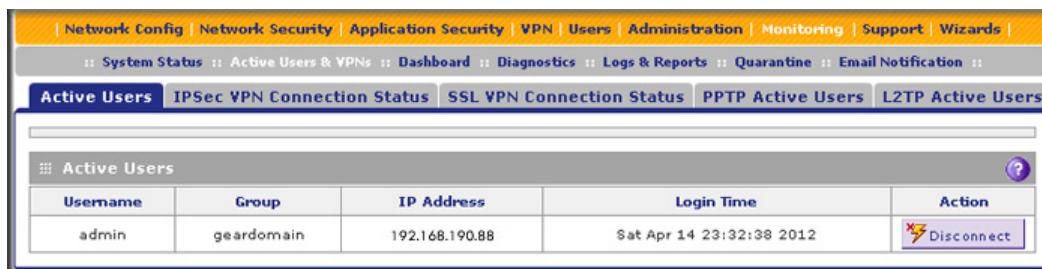 | Network Config | Network Security | Application Security | VPN | Users | Administration | Monitoring | Support | Wizards |
:: System Status :: Active Users & VPNs :: Dashboard :: Diagnostics :: Logs & Reports :: Quarantine :: Email Notification ::
Active Users IPSec VPN Connection Status SSL VPN Connection Status PPTP Active Users L2TP Active Users
Active Users ?
Username Group IP Address Login Time Action
admin geardomain 192.168.190.88 Sat Apr 14 23:32:38 2012 Disconnect